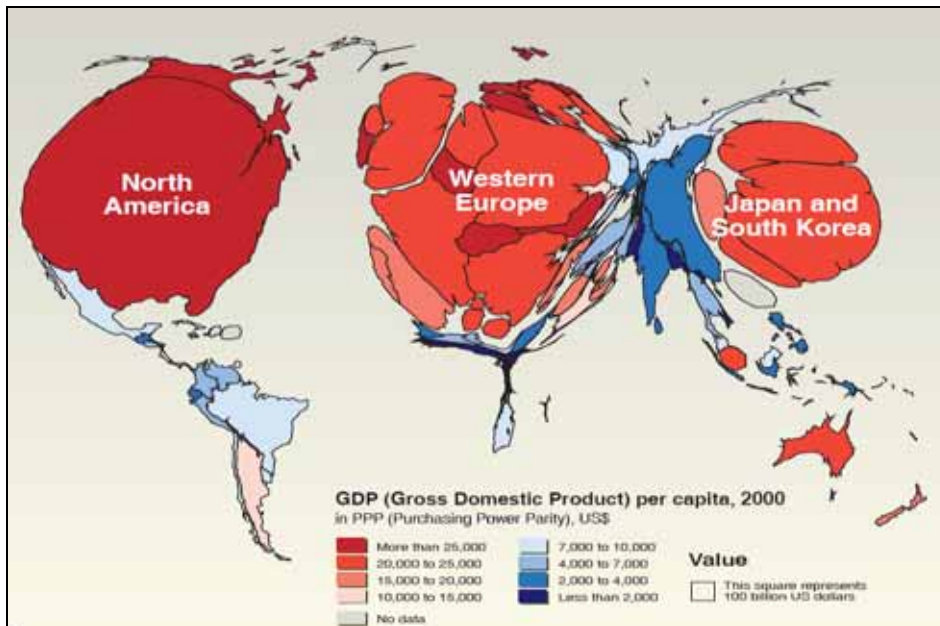 North
America
Western
Europe
Japan and
South Korea
GDP (Gross Domestic Product) per capita, 2000
in PPP (Purchasing Power Parity), US$
More than 25,000
20,000 to 25,000
15,000 to 20,000
10,000 to 15,000
No data
7,000 to 10,000
4,000 to 7,000
2,000 to 4,000
Less than 2,000
Value
This square represents
100 billion US dollars